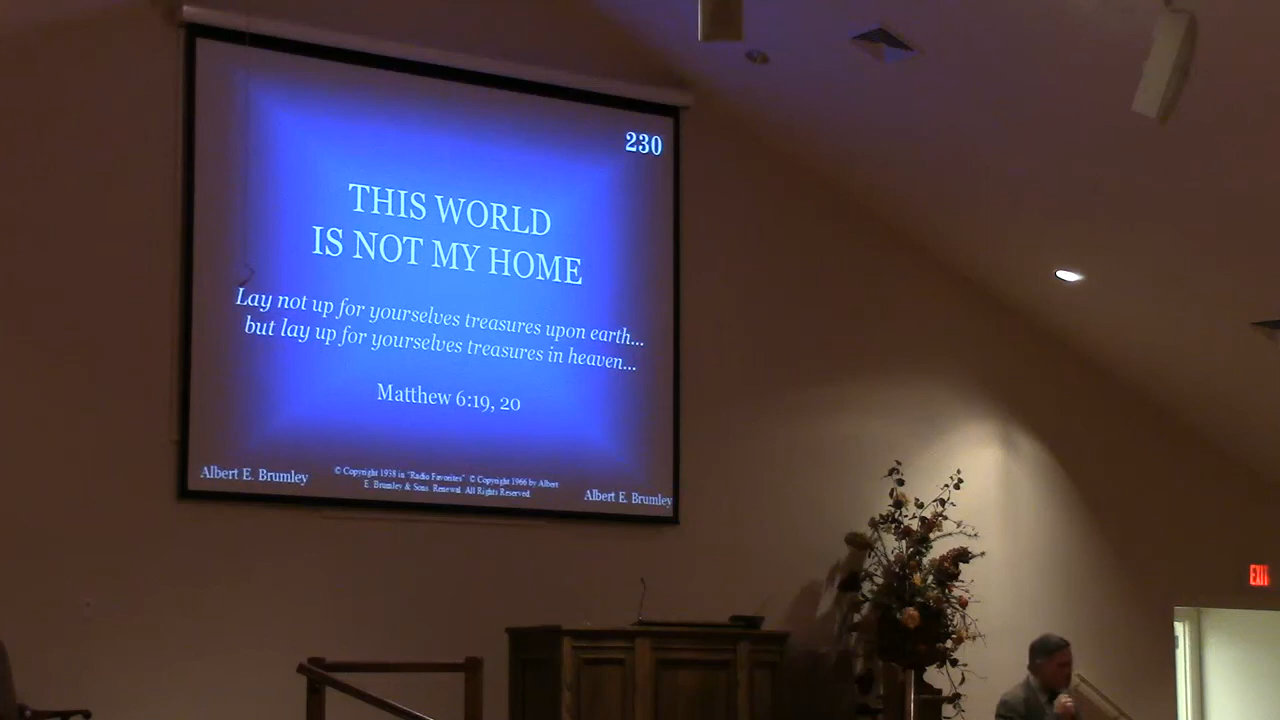 230
THIS WORLD
IS NOT MY HOME
Lay not up for yourselves treasures upon earth...
but lay up for yourselves treasures in heaven...
Matthew 6:19, 20
Albert E. Brumley
© Copyright 1938 in "Radio Favorites" © Copyright 1966 by Albert
E. Brumley & Sons. Renewal. All Rights Reserved.
Albert E. Brumley
EXIT